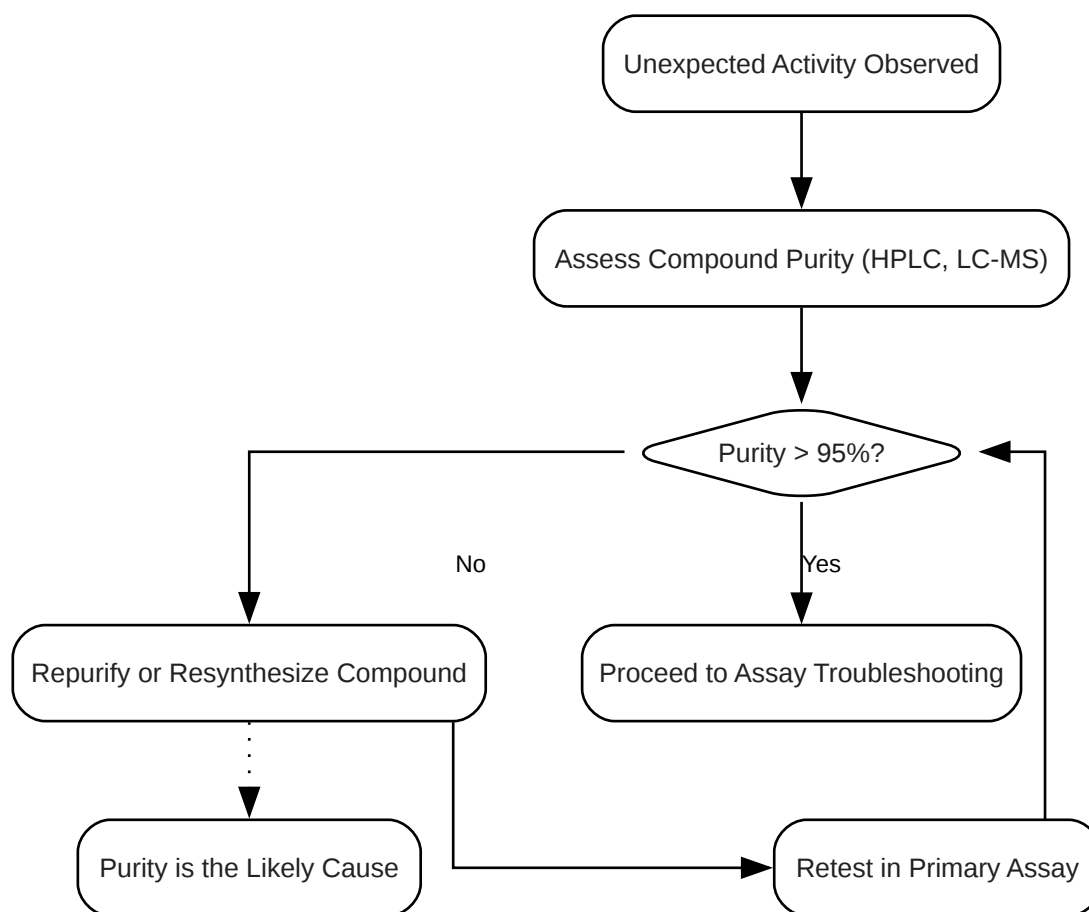 Unexpected Activity Observed
Assess Compound Purity (HPLC, LC-MS)
Purity > 95%?
No
Yes
Repurify or Resynthesize Compound
Proceed to Assay Troubleshooting
Purity is the Likely Cause
Retest in Primary Assay